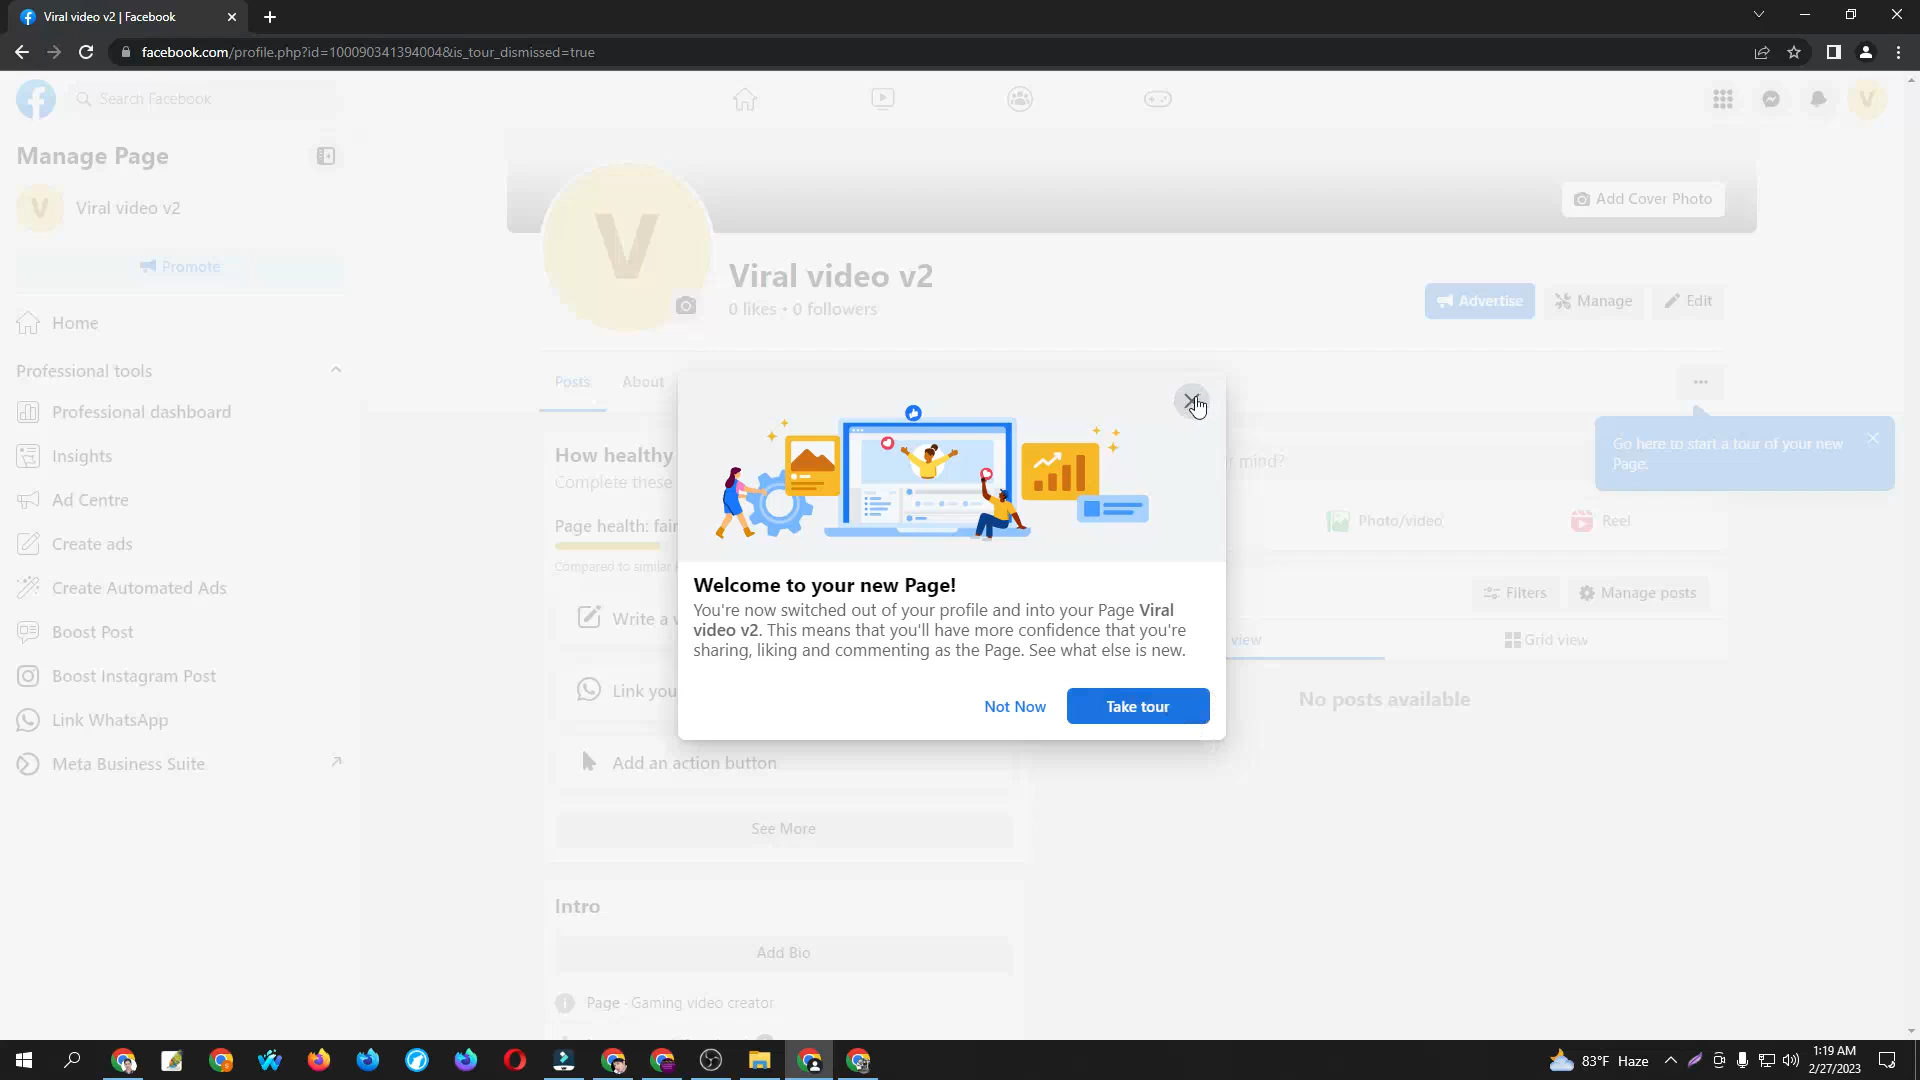 Viral video v2 | Facebook
facebook.com/profile.php?id=100090341394004&is_tour_dismissed=true
Search Facebook
V
Manage Page
V
Viral video v2
Promote
Home
Professional tools
Professional dashboard
Insights
Ad Centre
Create ads
Create Automated Ads
Boost Post
Boost Instagram Post
Link WhatsApp
Meta Business Suite
Add Cover Photo
V
Viral video v2
0 likes • 0 followers
Advertise
Manage
Edit
Posts
About
Go here to start a tour of your new
Page.
How healthy
Complete these
Page health: fair
Compared to similar
Write a
Link you
Add an action button
See More
Intro
Add Bio
Page · Gaming video creator
r mind?
Photo/video
Reel
Filters
Manage posts
view
Grid view
No posts available
Welcome to your new Page!
You're now switched out of your profile and into your Page Viral
video v2. This means that you'll have more confidence that you're
sharing, liking and commenting as the Page. See what else is new.
Not Now
Take tour
83°F Haze
1:19 AM
2/27/2023